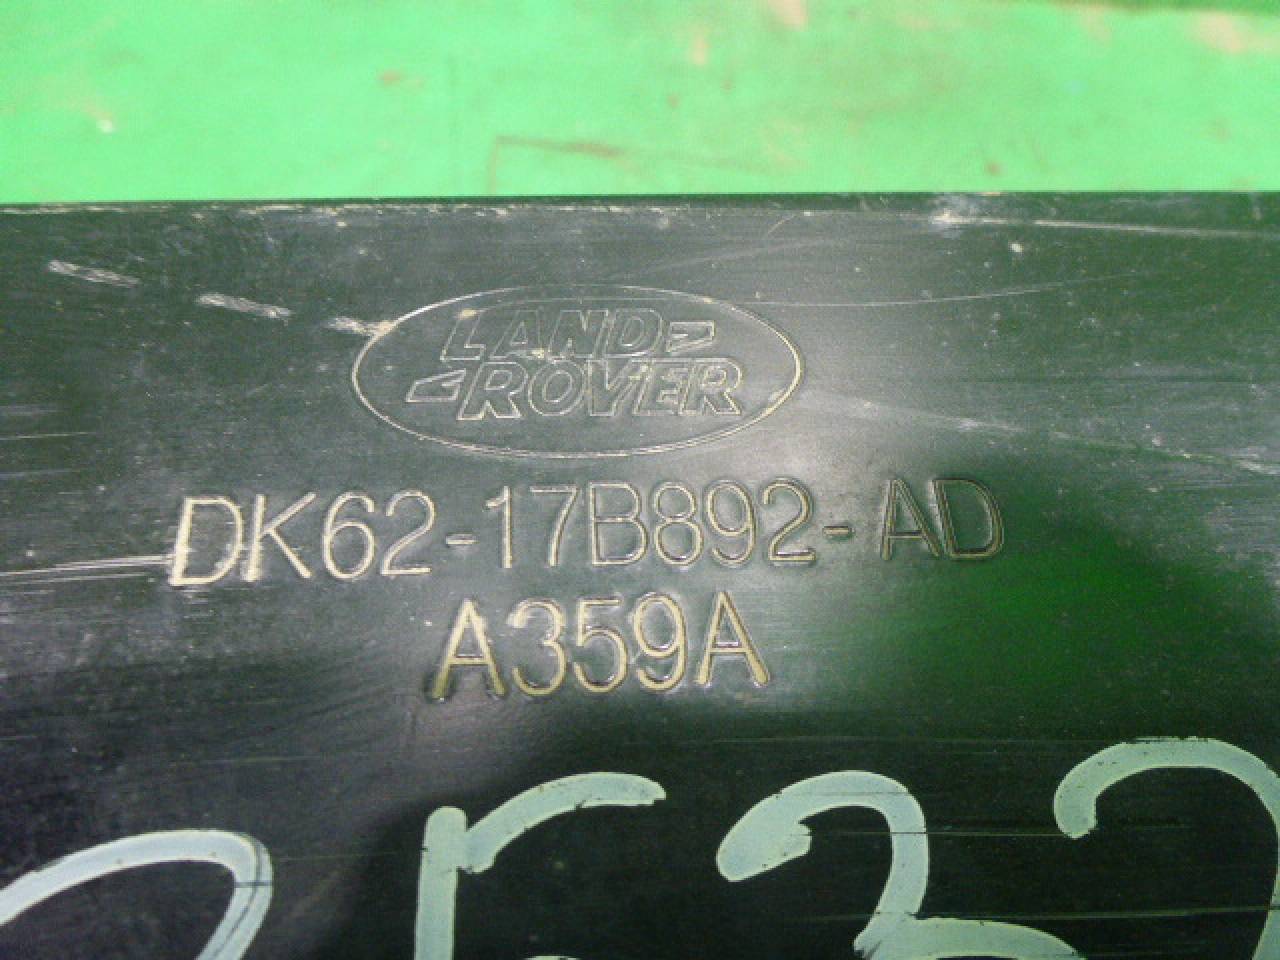 LAND
ROVER
DK62-17B892-AD
A359A